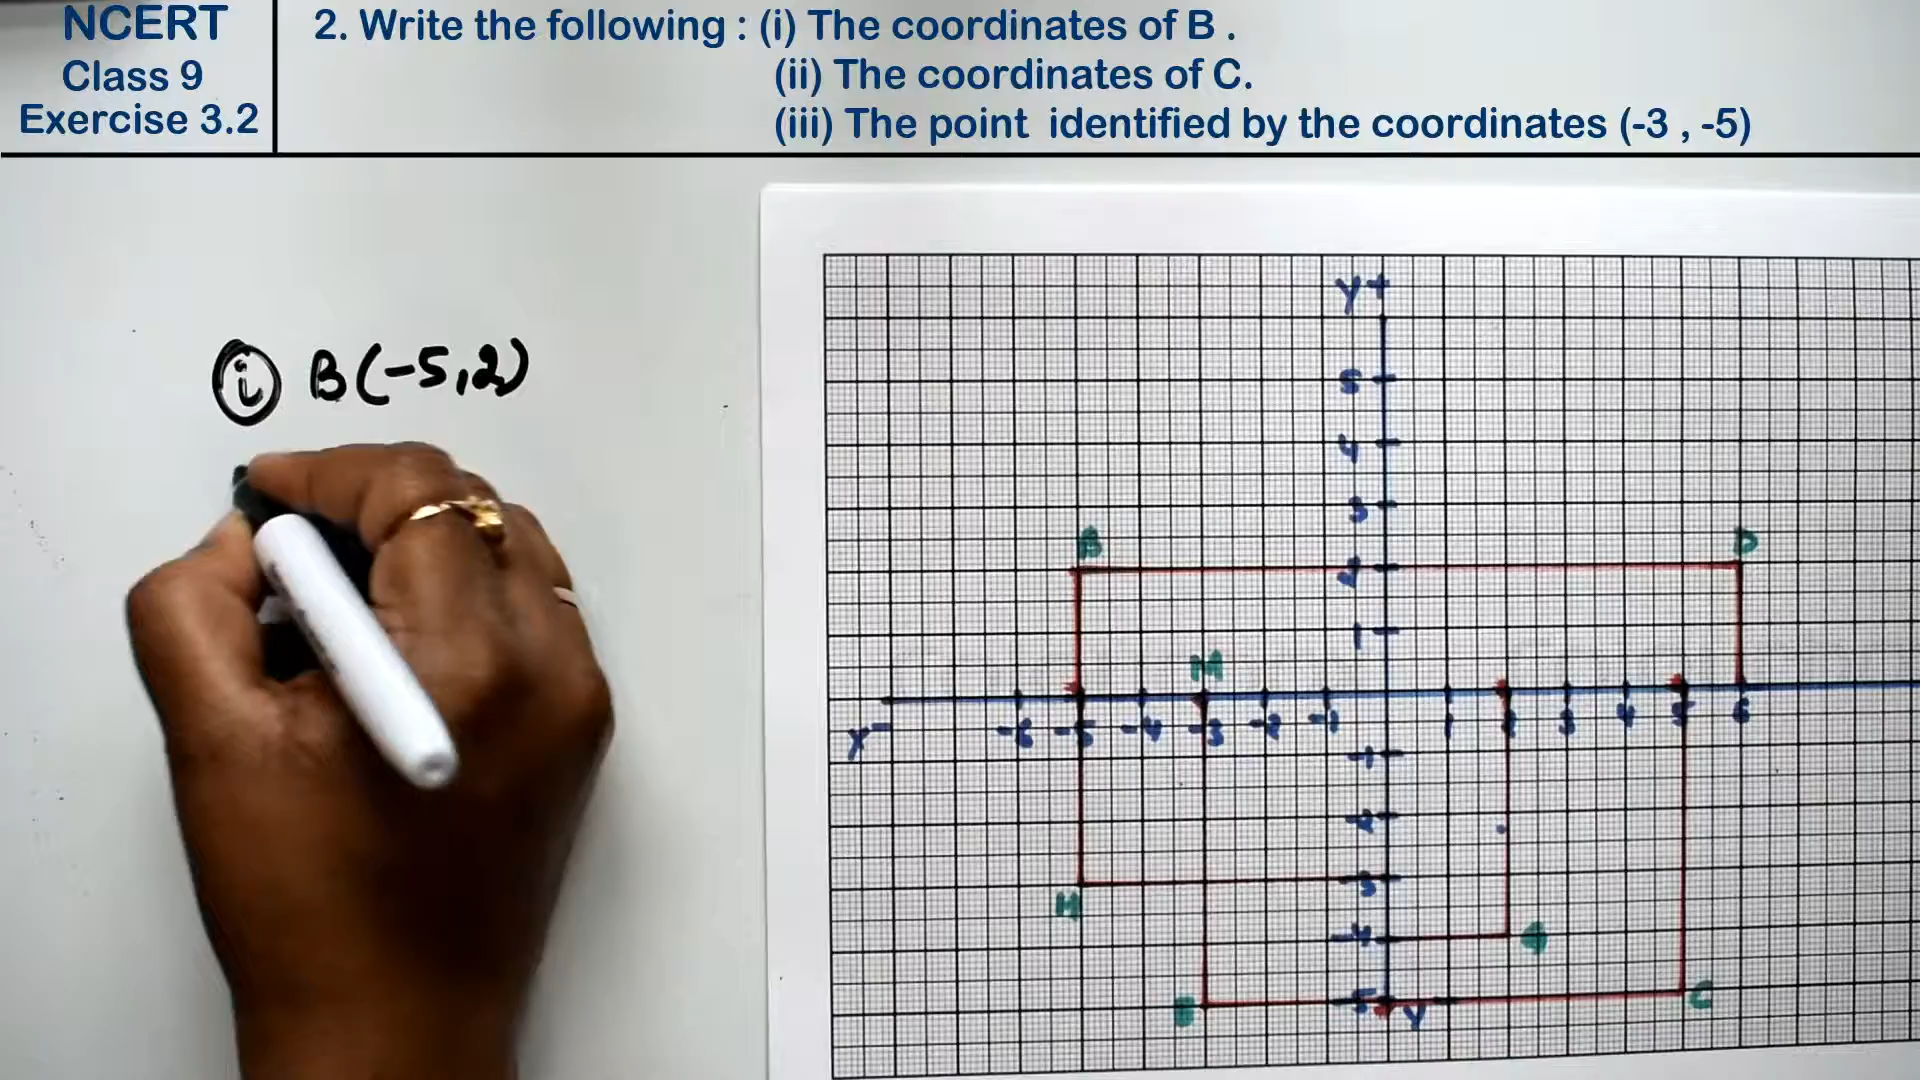 NCERT
Class 9
Exercise 3.2
2. Write the following : (i) The coordinates of B .
(ii) The coordinates of C.
(iii) The point identified by the coordinates (-3 , -5)
(i) B(-5,2)
Y+
5
4
3
B
D
2
1
M
X-
-6 -5 -4 -3 -2 -1 1 2 3 4 5 6
-1
-2
-3
H
-4
E
-5
Y
C